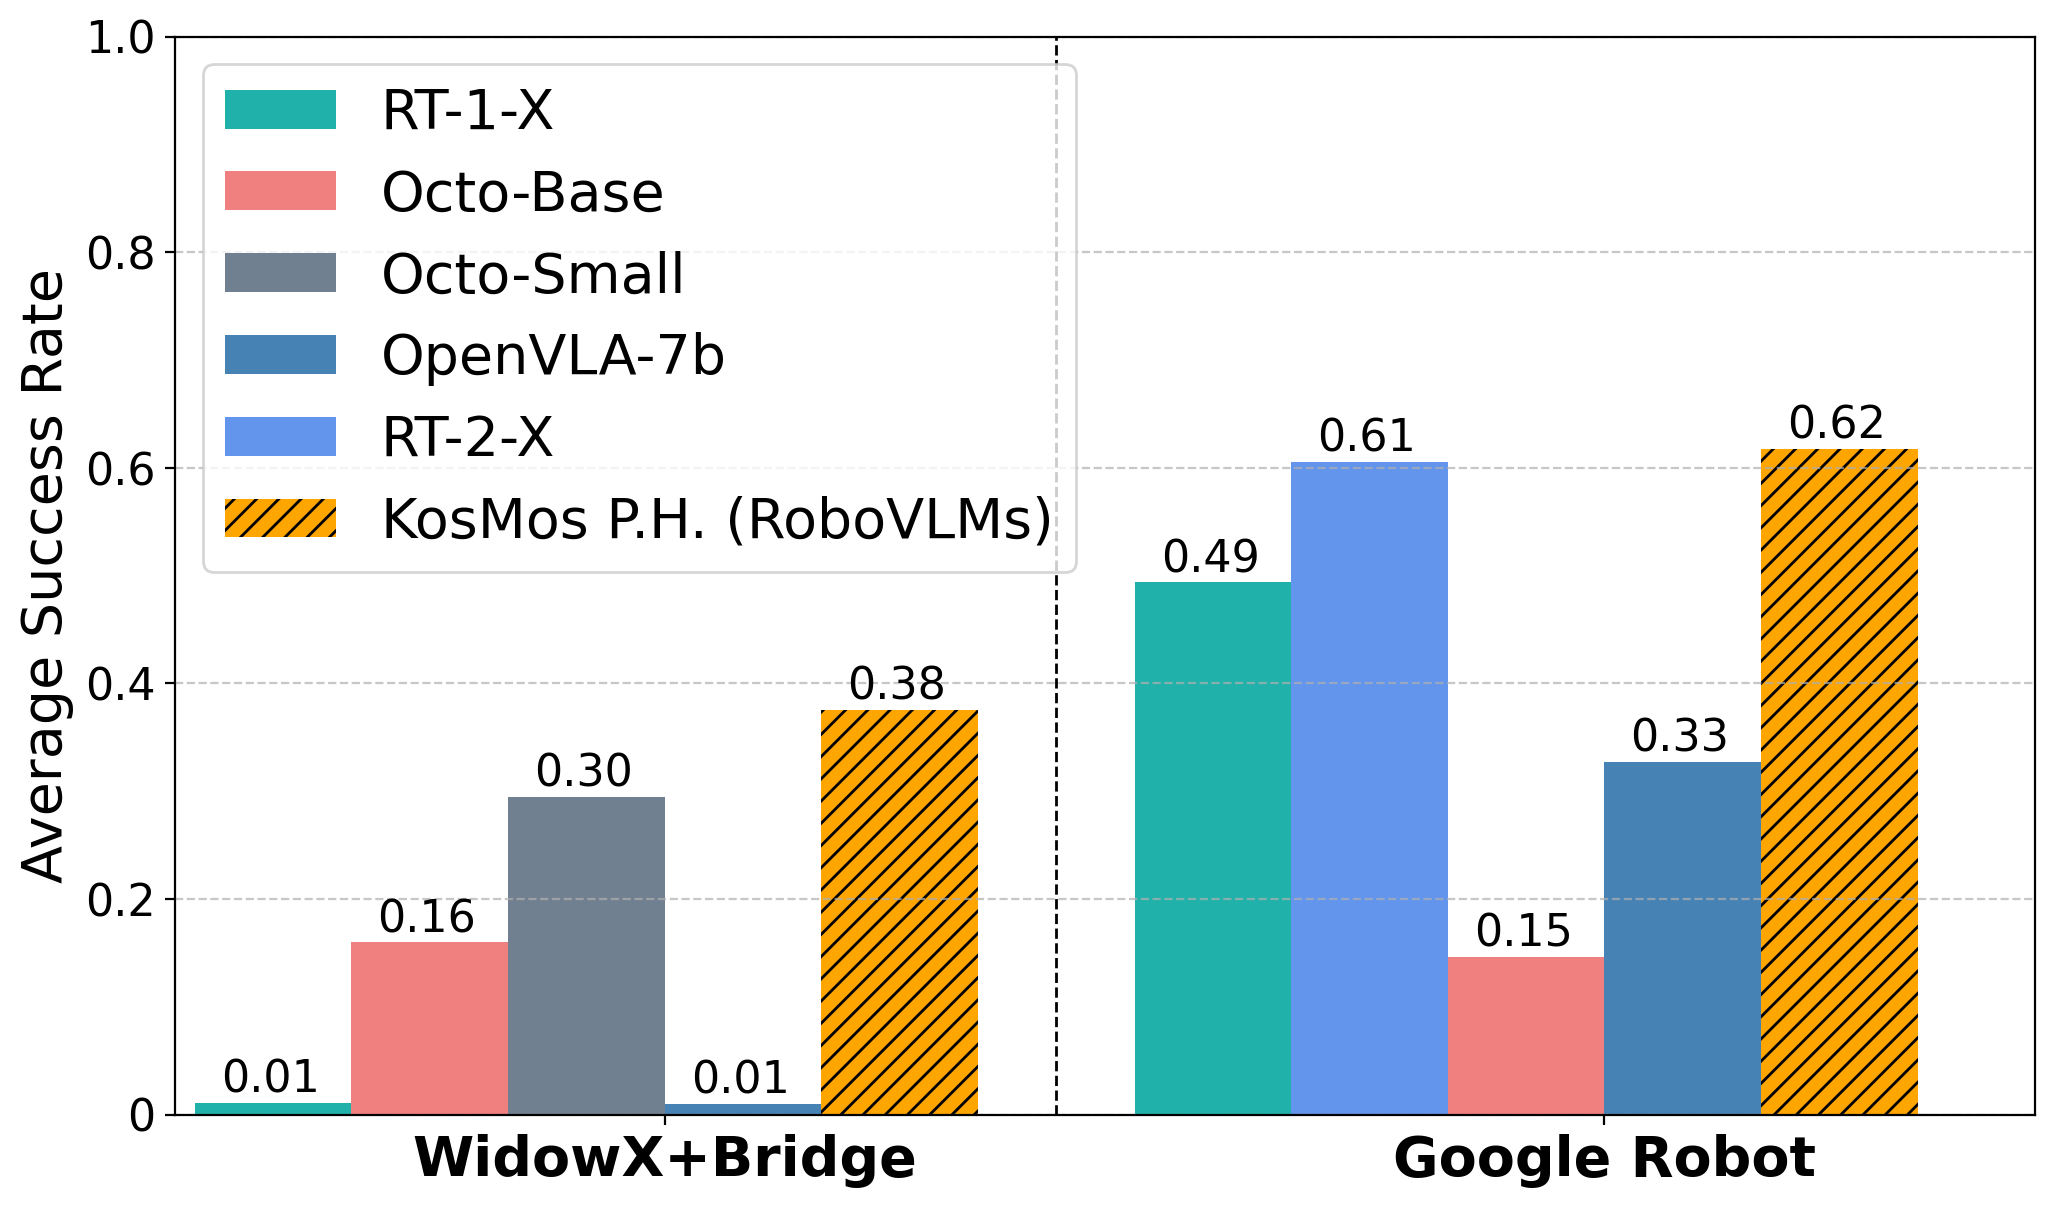 Average Success Rate
1.0
0.8
0.6
0.4
0.2
0
RT-1-X
Octo-Base
Octo-Small
OpenVLA-7b
RT-2-X
KosMos P.H. (RoboVLMs)
0.01
0.16
0.30
0.01
0.38
0.49
0.61
0.15
0.33
0.62
WidowX+Bridge
Google Robot